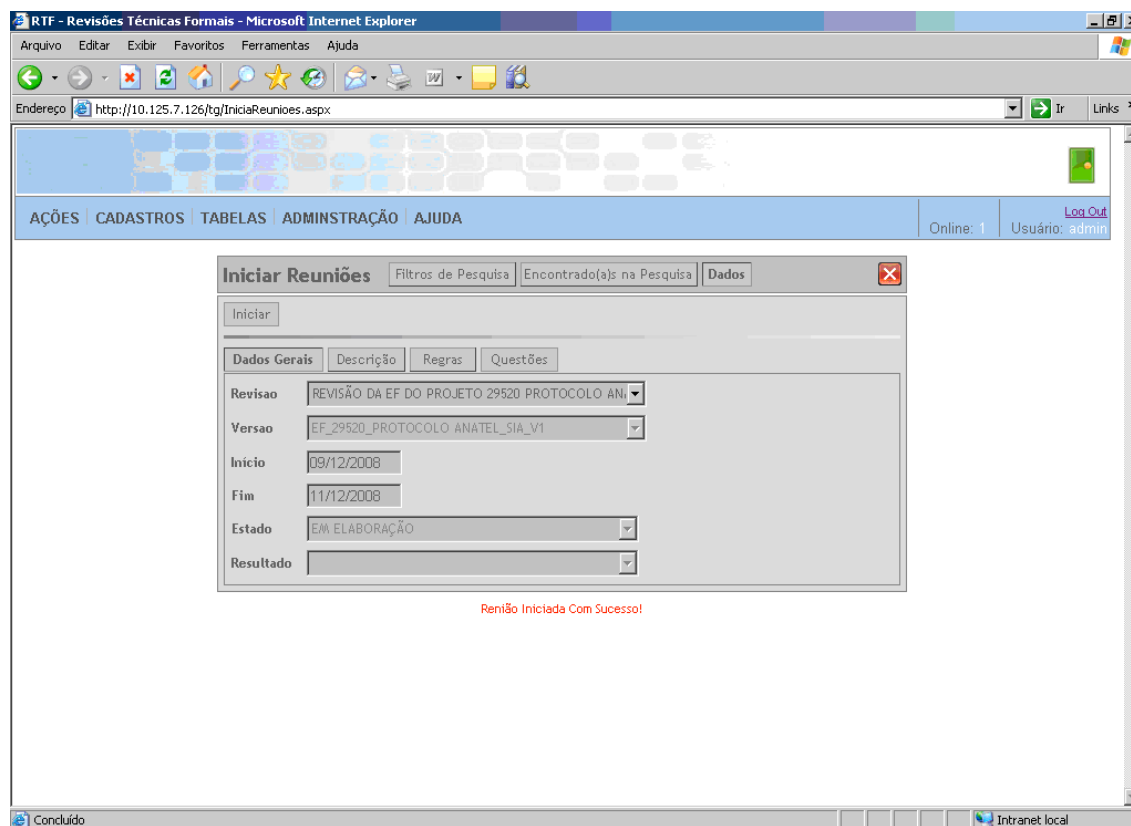 RTF - Revisões Técnicas Formais - Microsoft Internet Explorer
Arquivo Editar Exibir Favoritos Ferramentas Ajuda
Endereço http://10.125.7.126/tg/IniciaReunioes.aspx Ir Links
Log Out
AÇÕES CADASTROS TABELAS ADMINSTRAÇÃO AJUDA Online: 1 Usuário: admin
Iniciar Reuniões Filtros de Pesquisa Encontrado(a)s na Pesquisa Dados
Iniciar
Dados Gerais Descrição Regras Questões
Revisao REVISÃO DA EF DO PROJETO 29520 PROTOCOLO ANA
Versao EF_29520_PROTOCOLO ANATEL_SIA_V1
Início 09/12/2008
Fim 11/12/2008
Estado EM ELABORAÇÃO
Resultado
Renião Iniciada Com Sucesso!
Concluído Intranet local